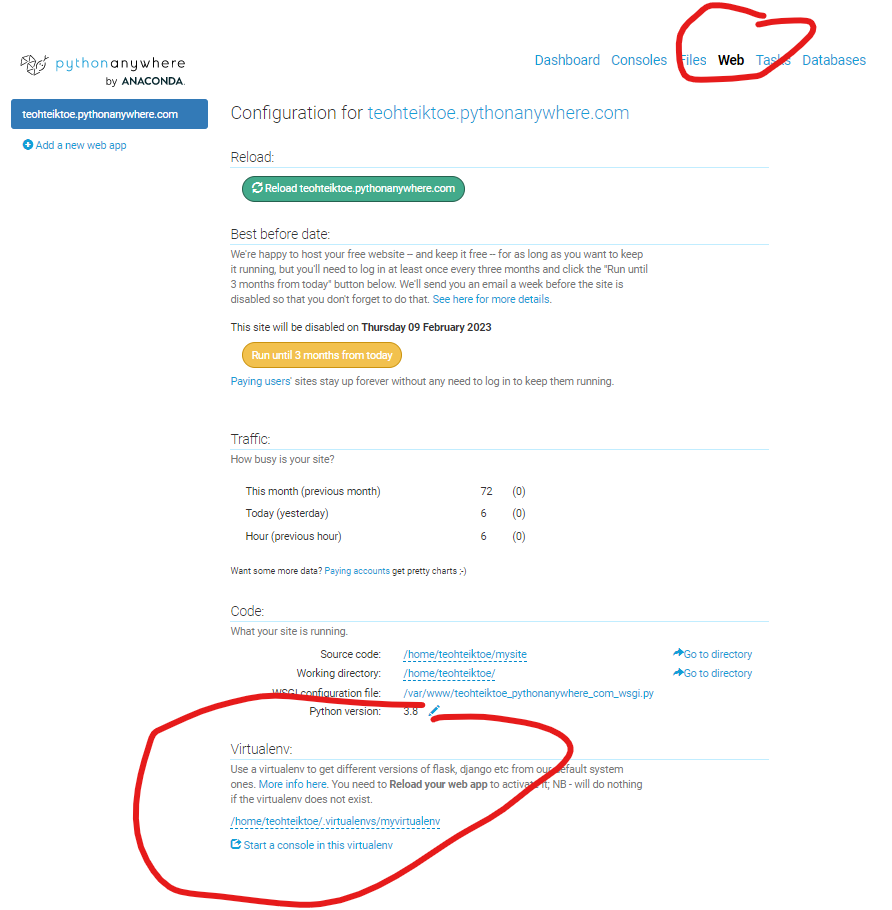 pythonanywhere
by ANACONDA.
Dashboard Consoles Files Web Tasks Databases
teohteiktoe.pythonanywhere.com
Add a new web app
Configuration for teohteiktoe.pythonanywhere.com
Reload:
Reload teohteiktoe.pythonanywhere.com
Best before date:
We're happy to host your free website – and keep it free – for as long as you want to keep
it running, but you'll need to log in at least once every three months and click the "Run until
3 months from today" button below. We'll send you an email a week before the site is
disabled so that you don't forget to do that. See here for more details.
This site will be disabled on Thursday 09 February 2023
Run until 3 months from today
Paying users' sites stay up forever without any need to log in to keep them running.
Traffic:
How busy is your site?
This month (previous month) 72 (0)
Today (yesterday) 6 (0)
Hour (previous hour) 6 (0)
Want some more data? Paying accounts get pretty charts ;-)
Code:
What your site is running.
Source code: /home/teohteiktoe/mysite Go to directory
Working directory: /home/teohteiktoe/ Go to directory
WSGI configuration file: /var/www/teohteiktoe_pythonanywhere_com_wsgi.py
Python version: 3.8
Virtualenv:
Use a virtualenv to get different versions of flask, django etc from our default system
ones. More info here. You need to Reload your web app to activate it; NB - will do nothing
if the virtualenv does not exist.
/home/teohteiktoe/.virtualenvs/myvirtualenv
Start a console in this virtualenv